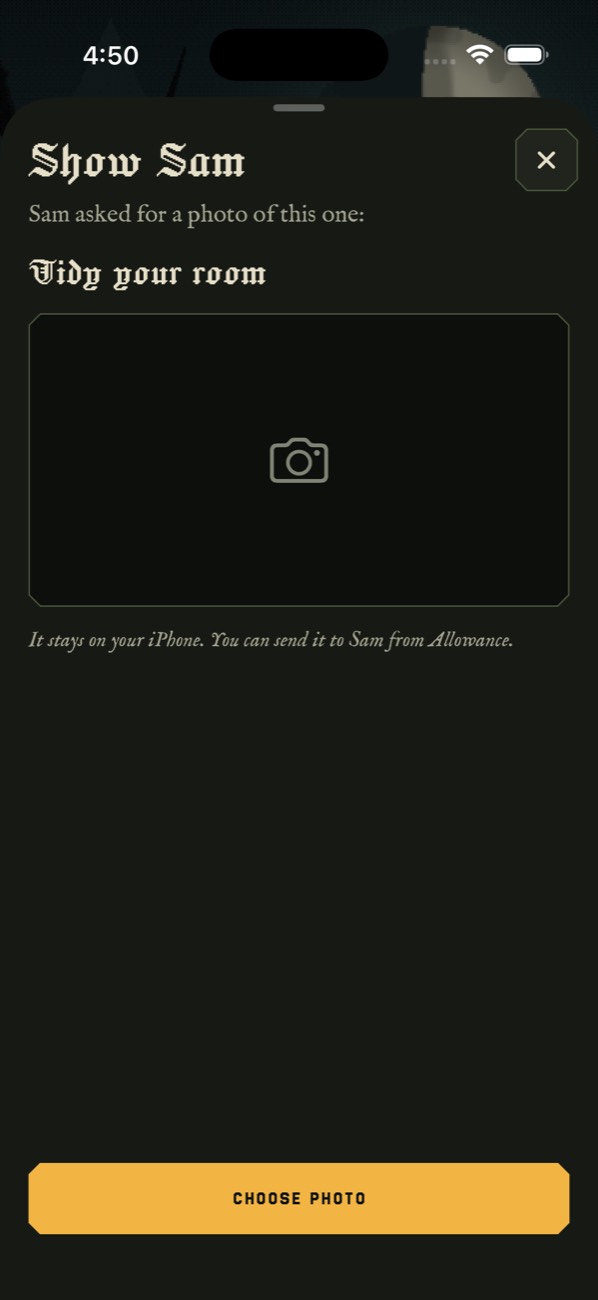 4:50
Show Sam
Sam asked for a photo of this one:
Tidy your room
It stays on your iPhone. You can send it to Sam from Allowance.
CHOOSE PHOTO